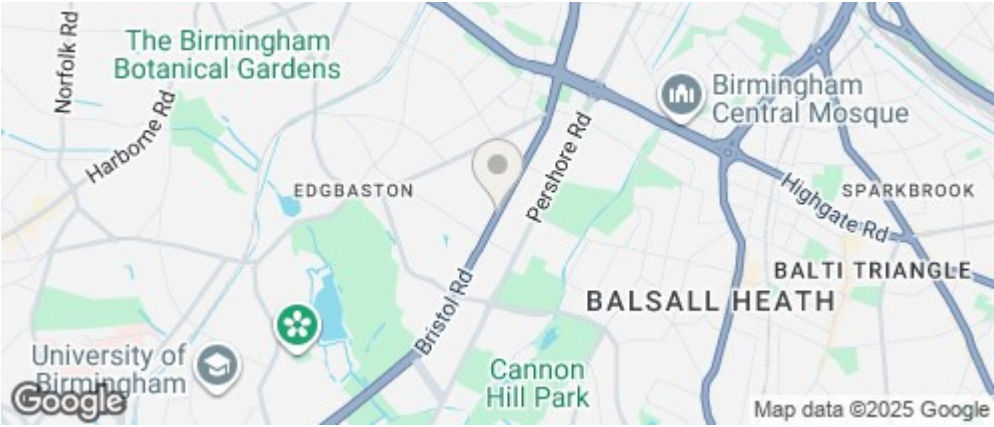 Norfolk Rd
The Birmingham
Botanical Gardens
Harborne Rd
Birmingham
Central Mosque
Pershore Rd
EDGBASTON
Highgate Rd
SPARKBROOK
BALTI TRIANGLE
BALSALL HEATH
Bristol Rd
University of
Birmingham
Cannon
Hill Park
Google
Map data ©2025 Google